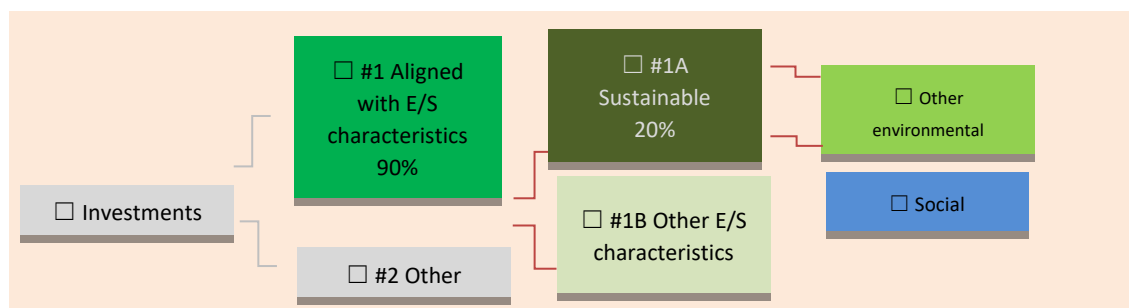 ☐ Investments
☐ #1 Aligned
with E/S
characteristics
90%
☐ #2 Other
☐ #1A
Sustainable
20%
☐ #1B Other E/S
characteristics
☐ Other
environmental
☐ Social